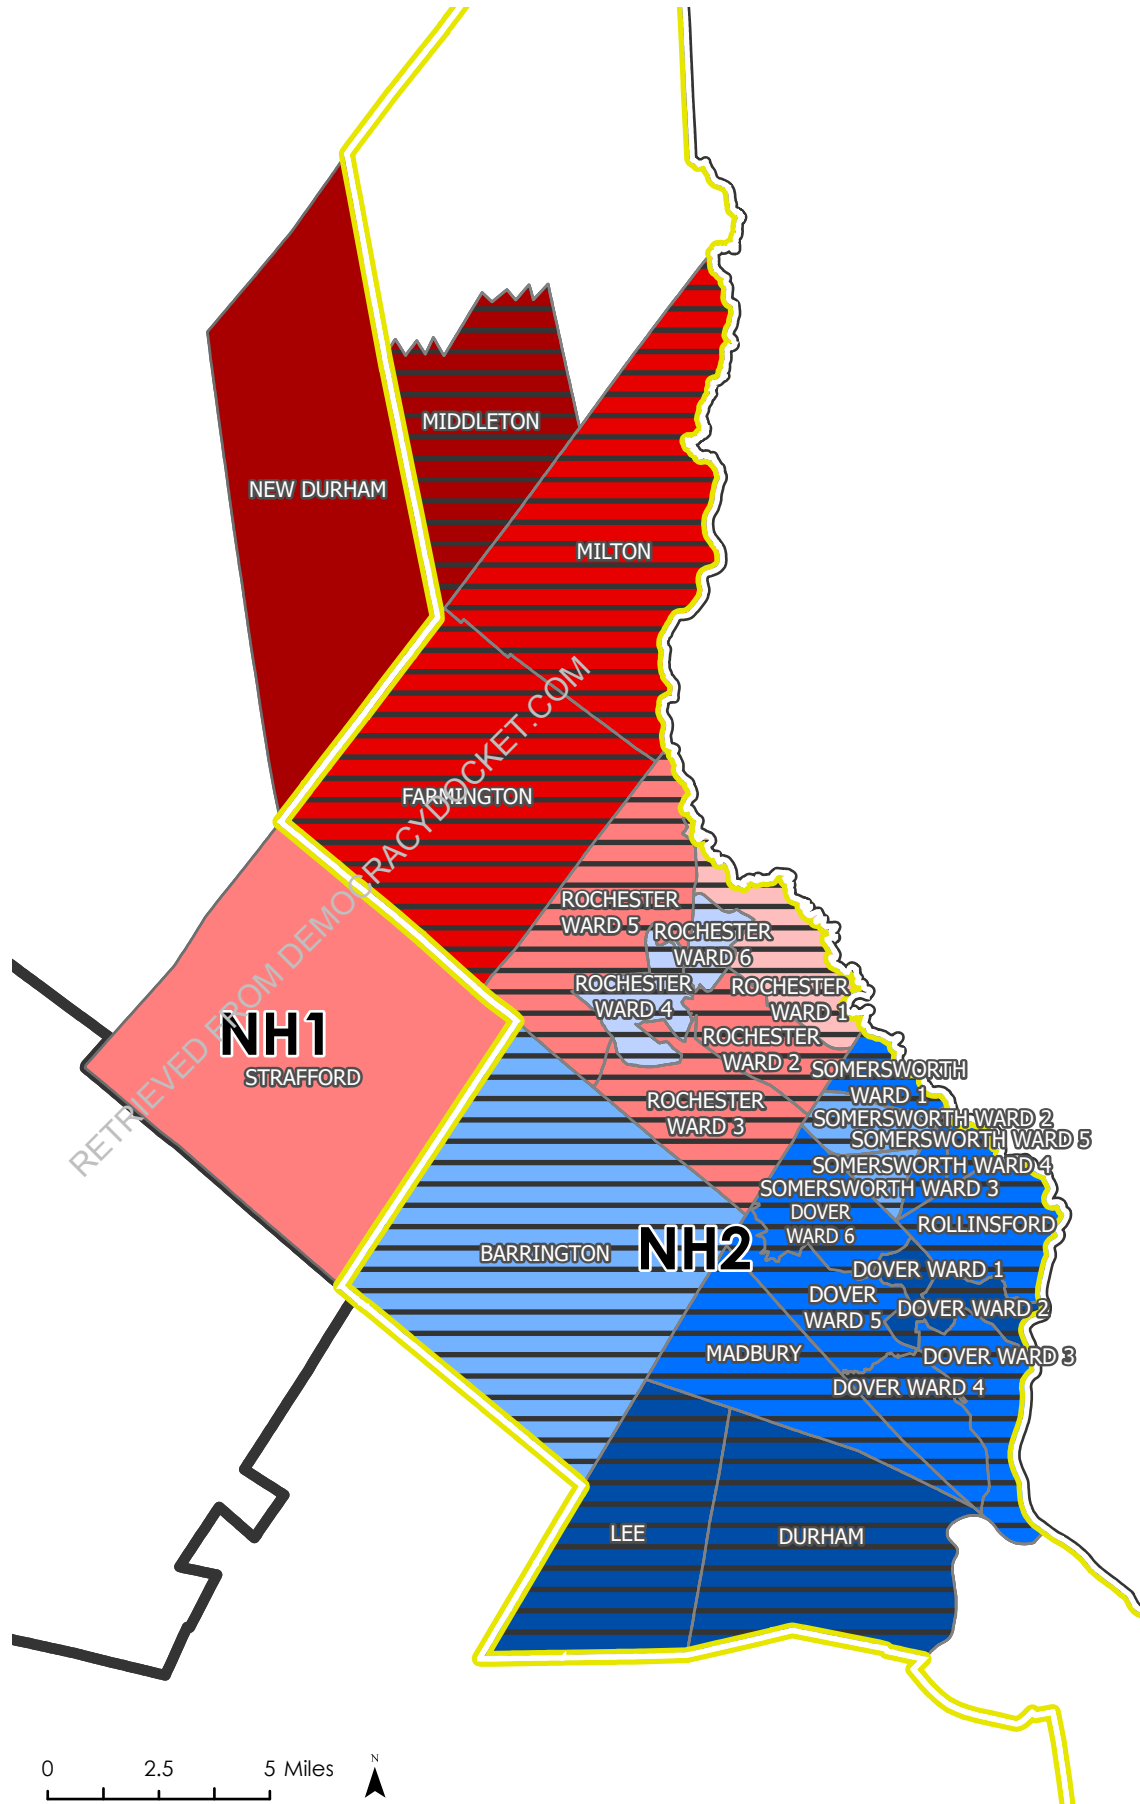 MIDDLETON
NEW DURHAM
MILTON
FARMINGTON
ROCHESTER
WARD 5
ROCHESTER
WARD 6
ROCHESTER
WARD 4
ROCHESTER
WARD 1
NH1
STRAFFORD
ROCHESTER
WARD 2
SOMERSWORTH
WARD 1
ROCHESTER
WARD 3
SOMERSWORTH WARD 2
SOMERSWORTH WARD 5
SOMERSWORTH WARD 4
SOMERSWORTH WARD 3
DOVER
WARD 6
ROLLINSFORD
BARRINGTON
NH2
DOVER WARD 1
DOVER
WARD 5
DOVER WARD 2
MADBURY
DOVER WARD 3
DOVER WARD 4
LEE
DURHAM
RETRIEVED FROM DEMOCRACYDOCKET.COM
0 2.5 5 Miles
N